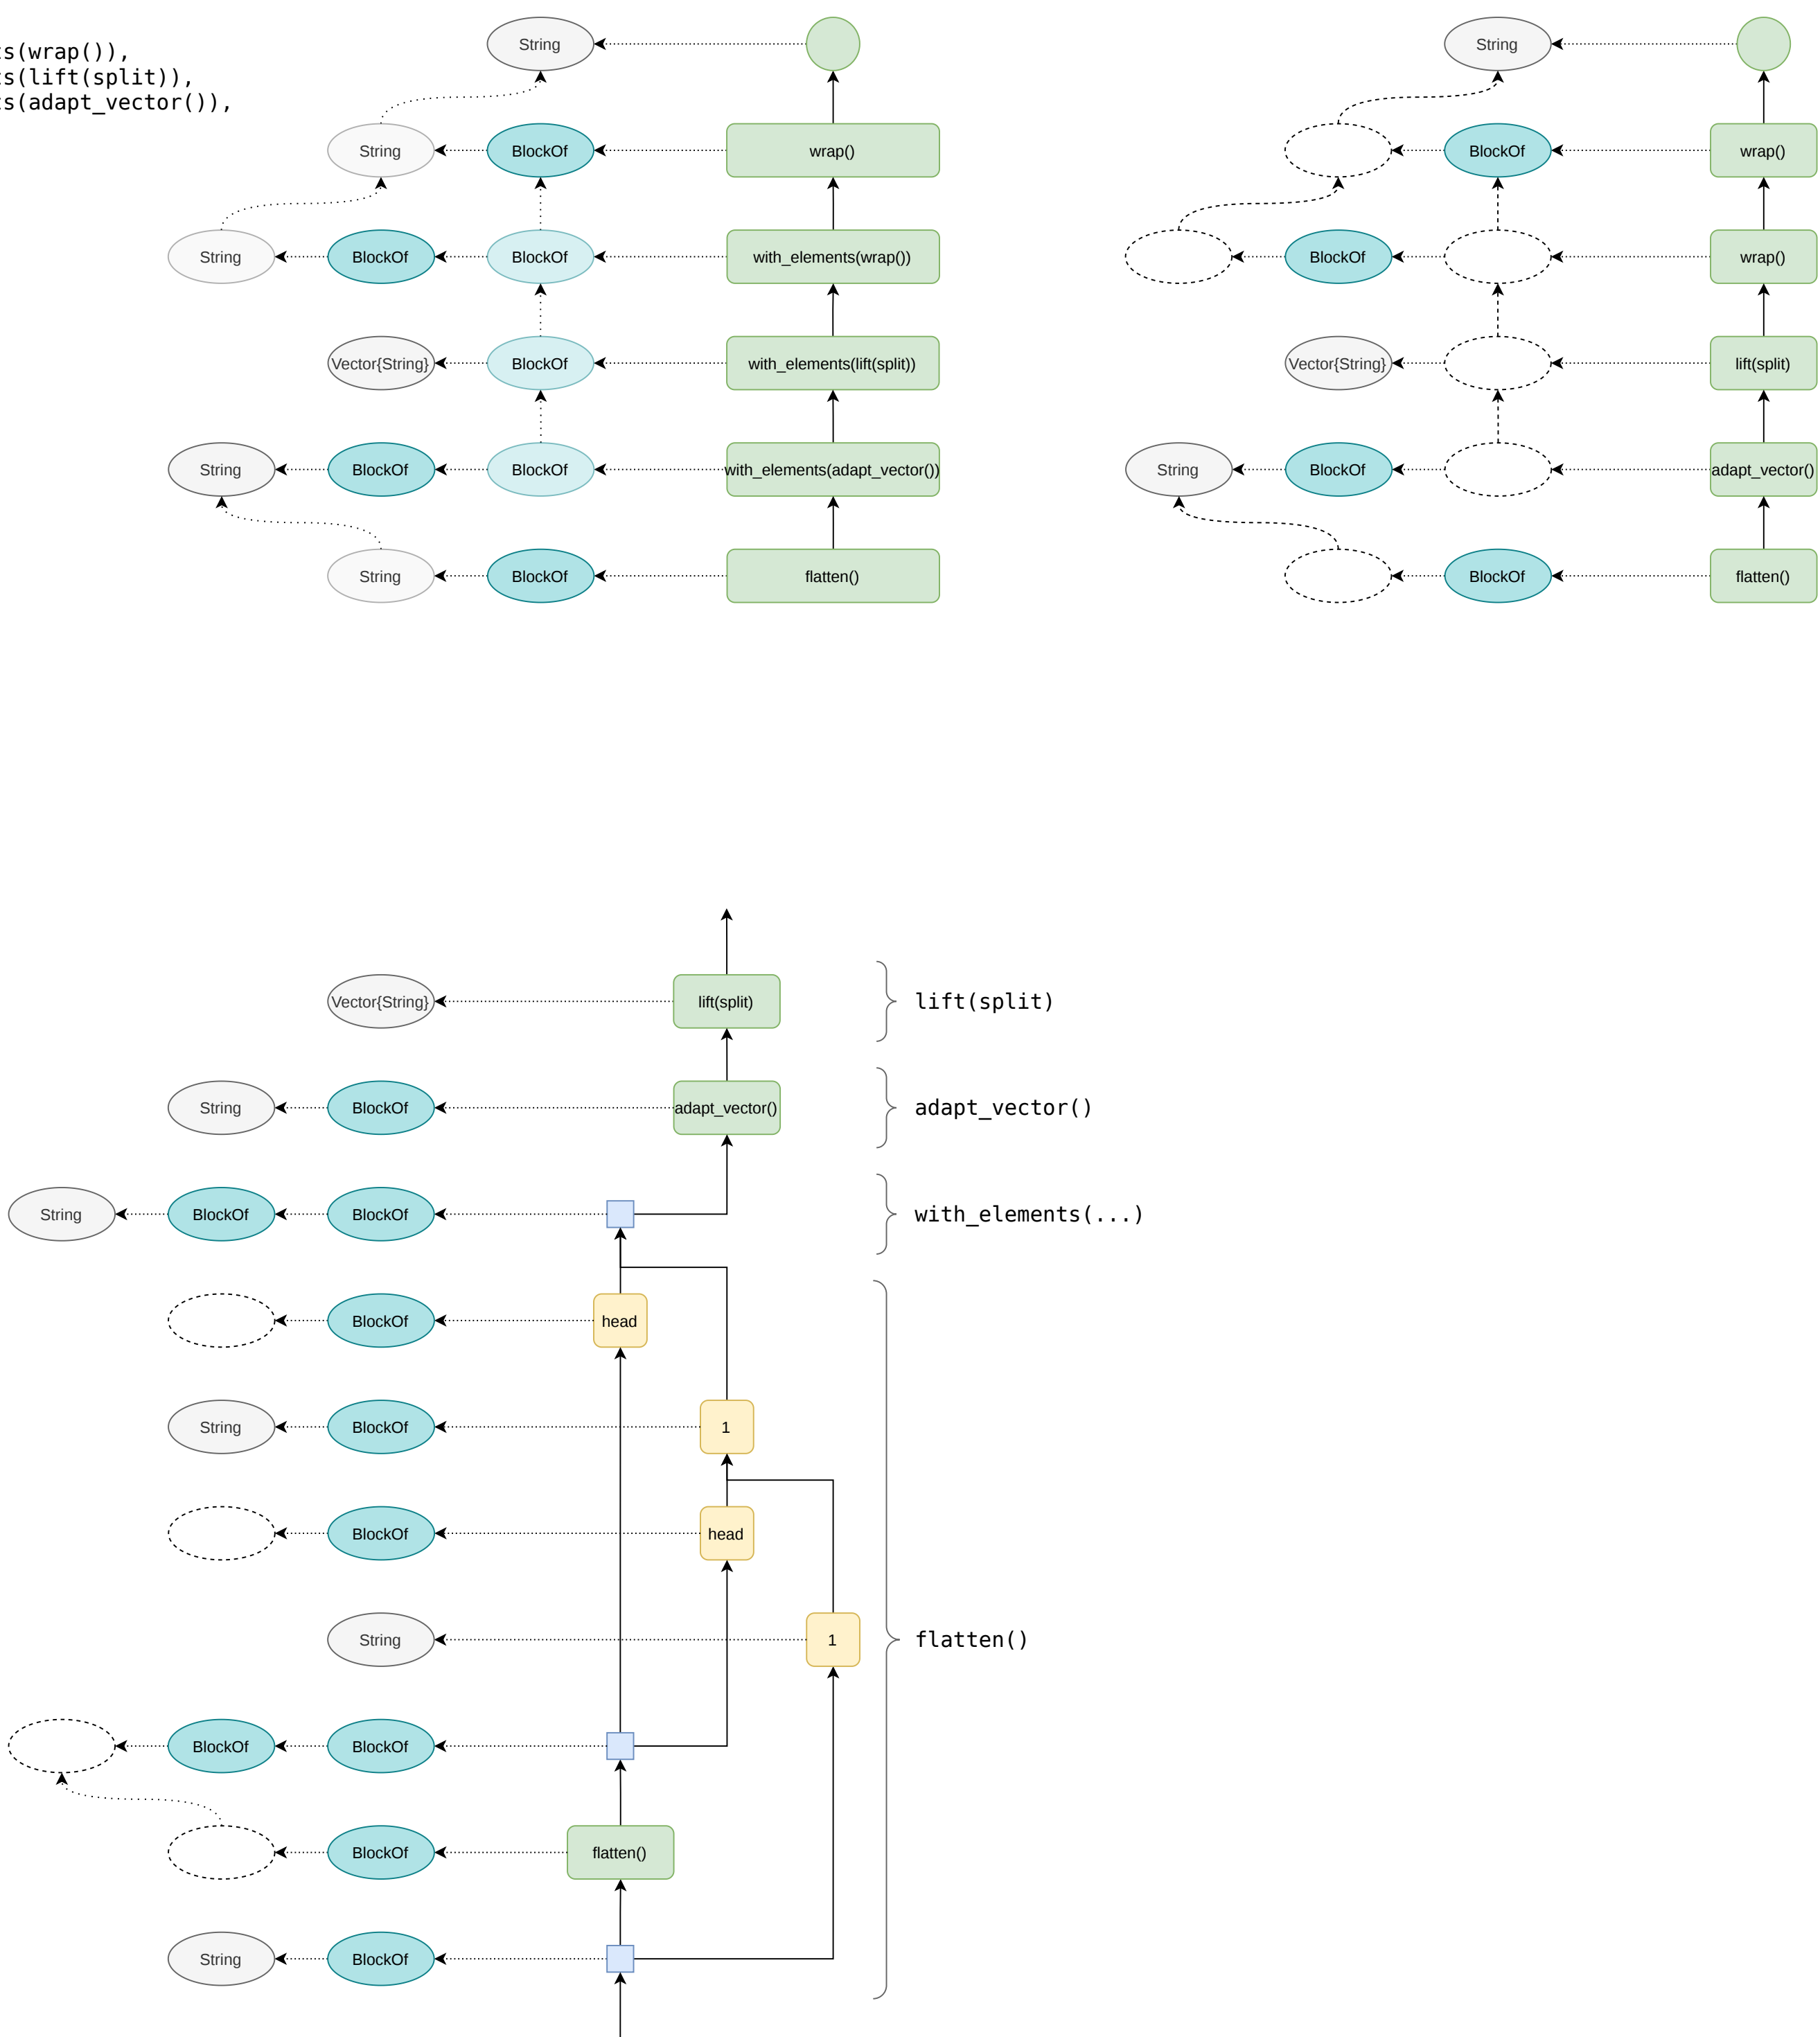 ts(wrap()),
ts(lift(split)),
ts(adapt_vector()),
String
String BlockOf wrap()
String BlockOf BlockOf with_elements(wrap())
Vector{String} BlockOf with_elements(lift(split))
String BlockOf BlockOf with_elements(adapt_vector())
String BlockOf flatten()
String
BlockOf wrap()
BlockOf wrap()
Vector{String} lift(split)
String BlockOf adapt_vector()
BlockOf flatten()
Vector{String} lift(split) lift(split)
String BlockOf adapt_vector() adapt_vector()
String BlockOf BlockOf with_elements(...)
BlockOf head
String BlockOf 1
BlockOf head
String 1 flatten()
BlockOf BlockOf
BlockOf flatten()
String BlockOf